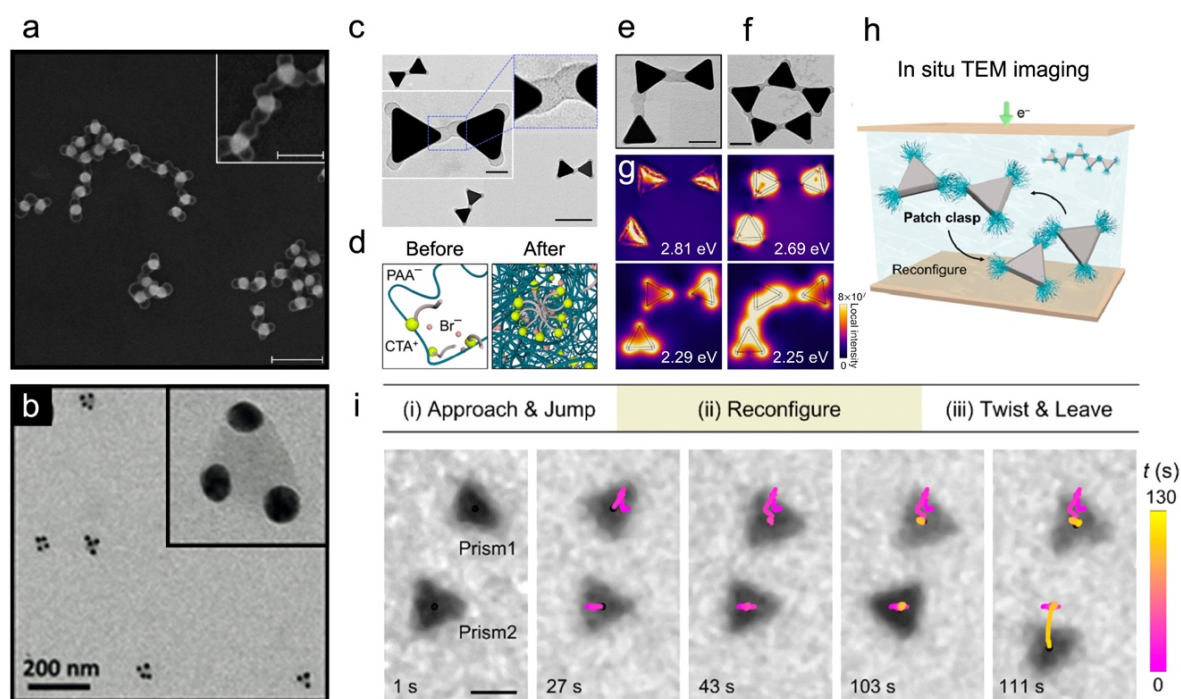 a
b
200 nm
c
d
Before
After
PAA⁻
Br⁻
CTA⁺
e
f
g
2.81 eV
2.69 eV
2.29 eV
2.25 eV
8×10⁷
Local intensity
0
h
In situ TEM imaging
e⁻
Patch clasp
Reconfigure
i
(i) Approach & Jump
(ii) Reconfigure
(iii) Twist & Leave
Prism1
Prism2
1 s
27 s
43 s
103 s
111 s
t (s)
130
0